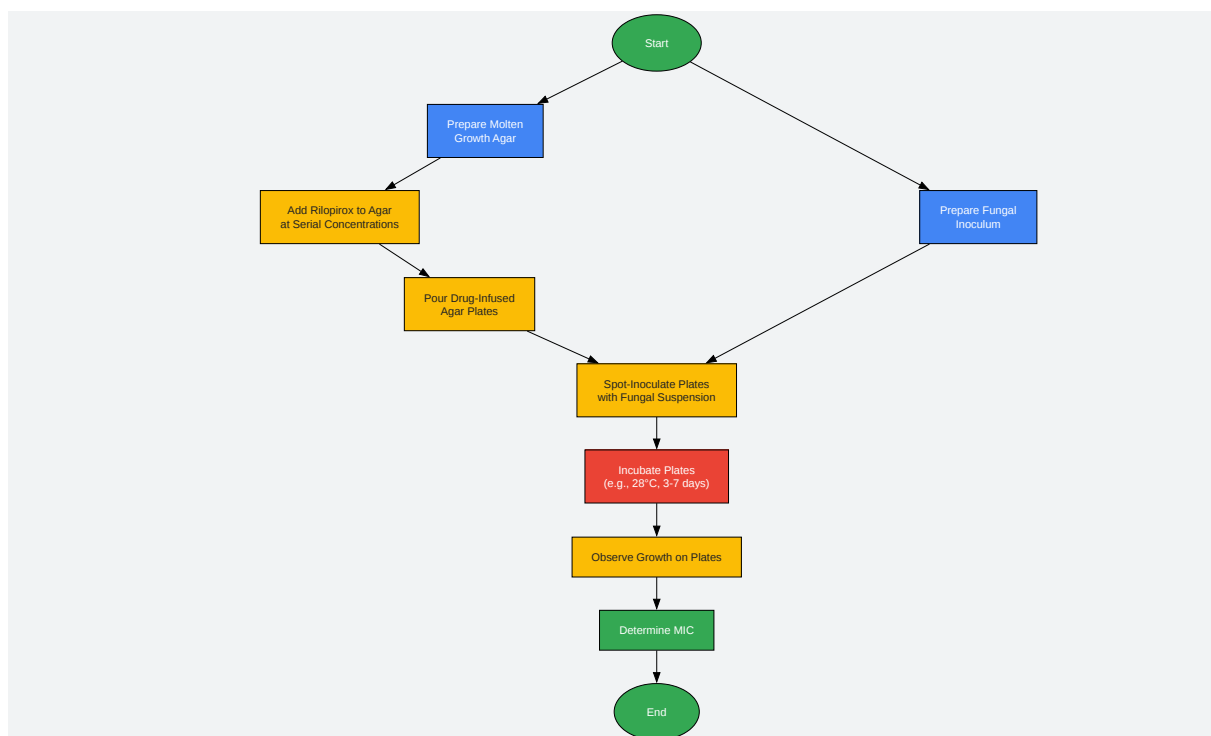 Start
Prepare Molten
Growth Agar
Add Rilopirox to Agar
at Serial Concentrations
Prepare Fungal
Inoculum
Pour Drug-Infused
Agar Plates
Spot-Inoculate Plates
with Fungal Suspension
Incubate Plates
(e.g., 28°C, 3-7 days)
Observe Growth on Plates
Determine MIC
End